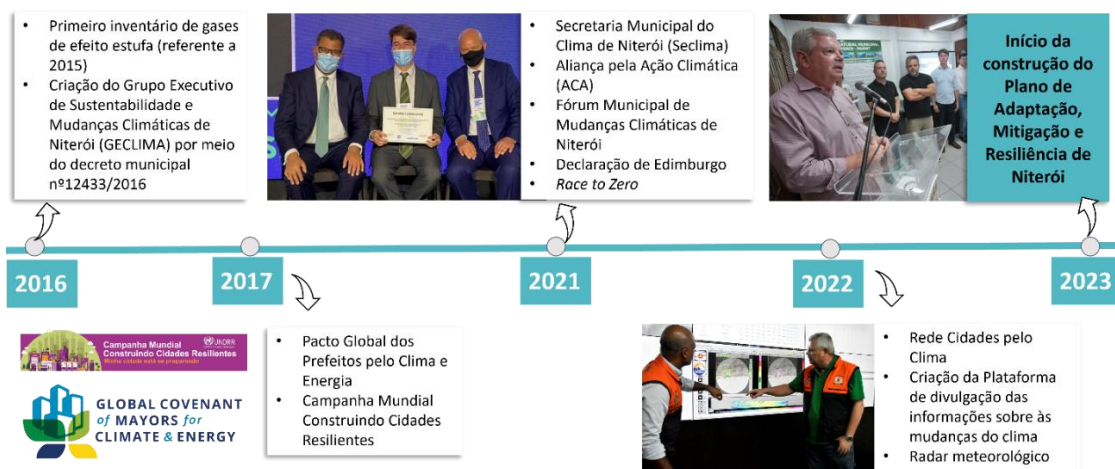 • Primeiro inventário de gases
de efeito estufa (referente a
2015)
• Criação do Grupo Executivo
de Sustentabilidade e
Mudanças Climáticas de
Niterói (GECLIMA) por meio
do decreto municipal
nº12433/2016
• Secretaria Municipal do
Clima de Niterói (Seclima)
• Aliança pela Ação Climática
(ACA)
• Fórum Municipal de
Mudanças Climáticas de
Niterói
• Declaração de Edimburgo
• Race to Zero
Início da
construção do
Plano de
Adaptação,
Mitigação e
Resiliência de
Niterói
2016
2017
2021
2022
2023
Campanha Mundial
Construindo Cidades Resilientes
Minha cidade está se preparando
UNDRR
GLOBAL COVENANT
of MAYORS for
CLIMATE & ENERGY
• Pacto Global dos
Prefeitos pelo Clima e
Energia
• Campanha Mundial
Construindo Cidades
Resilientes
• Rede Cidades pelo
Clima
• Criação da Plataforma
de divulgação das
informações sobre às
mudanças do clima
• Radar meteorológico